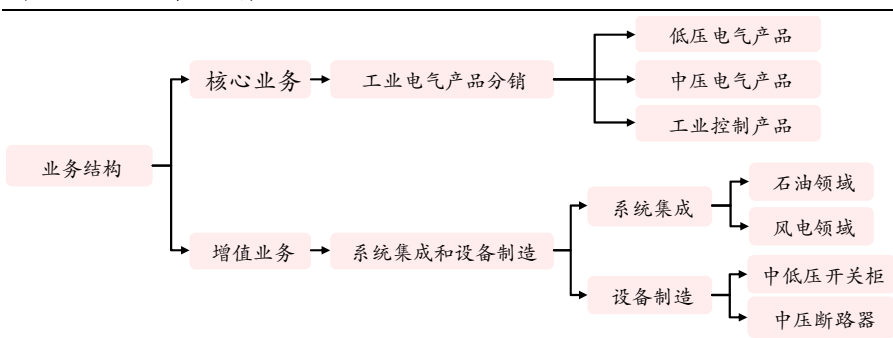 业务结构
核心业务
工业电气产品分销
低压电气产品
中压电气产品
工业控制产品
增值业务
系统集成和设备制造
系统集成
石油领域
风电领域
设备制造
中低压开关柜
中压断路器